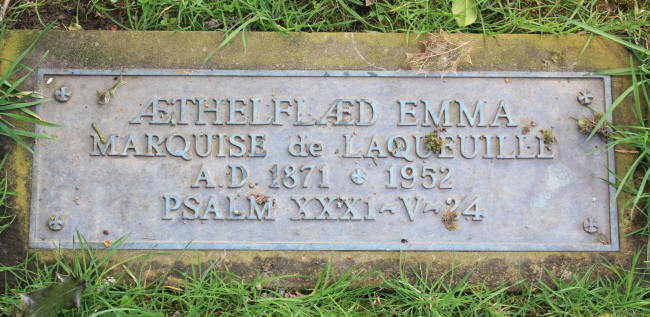 ÆTHELFLÆD EMMA
MARQUISE de LAQUEUILLE
A.D. 1871 ✠ 1952
PSALM XXXI~V~24